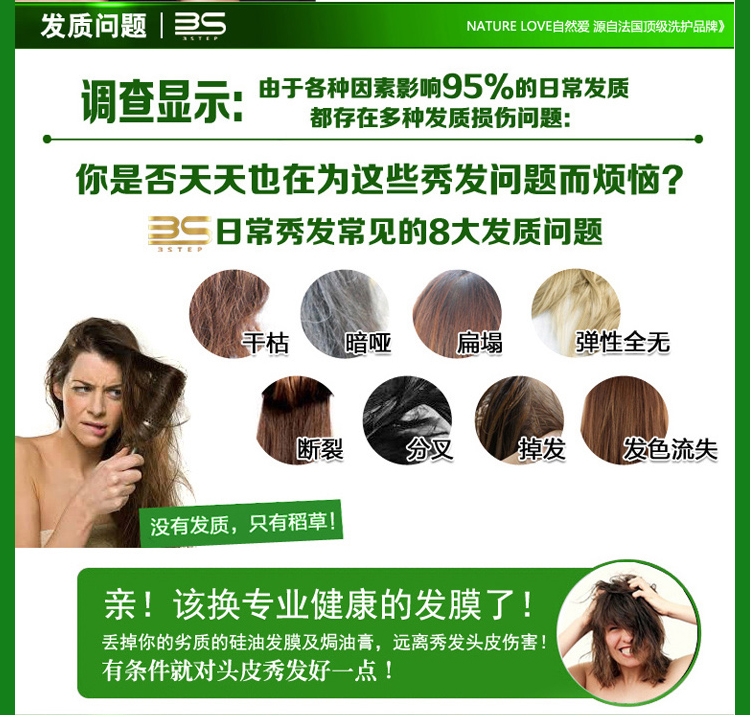 发质问题 3S 3STEP NATURE LOVE自然爱 源自法国顶级洗护品牌》
调查显示: 由于各种因素影响95%的日常发质
都存在多种发质损伤问题:
你是否天天也在为这些秀发问题而烦恼?
3S 3STEP 日常秀发常见的8大发质问题
干枯 暗哑 扁塌 弹性全无
断裂 分叉 掉发 发色流失
没有发质，只有稻草!
亲！该换专业健康的发膜了！
丢掉你的劣质的硅油发膜及焗油膏，远离秀发头皮伤害!
有条件就对头皮秀发好一点！